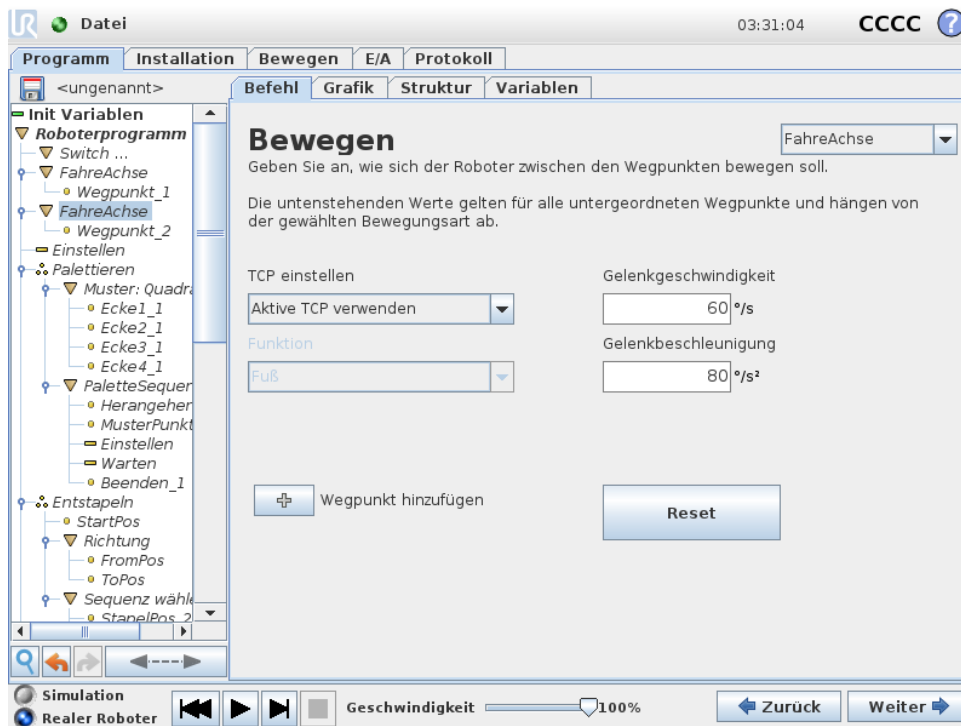 UR Datei 03:31:04 CCCC ?
Programm Installation Bewegen E/A Protokoll
<ungenannt>
Befehl Grafik Struktur Variablen
Init Variablen
Roboterprogramm
Switch ...
FahreAchse
Wegpunkt_1
FahreAchse
Wegpunkt_2
Einstellen
Palettieren
Muster: Quadra
Ecke1_1
Ecke2_1
Ecke3_1
Ecke4_1
PaletteSequer
Herangeher
MusterPunkt
Einstellen
Warten
Beenden_1
Entstapeln
StartPos
Richtung
FromPos
ToPos
Sequenz wähle
StapelPos_2
Bewegen
FahreAchse
Geben Sie an, wie sich der Roboter zwischen den Wegpunkten bewegen soll.
Die untenstehenden Werte gelten für alle untergeordneten Wegpunkte und hängen von
der gewählten Bewegungsart ab.
TCP einstellen
Aktive TCP verwenden
Funktion
Fuß
Gelenkgeschwindigkeit
60 °/s
Gelenkbeschleunigung
80 °/s²
Wegpunkt hinzufügen
Reset
Simulation
Realer Roboter
Geschwindigkeit 100%
Zurück
Weiter